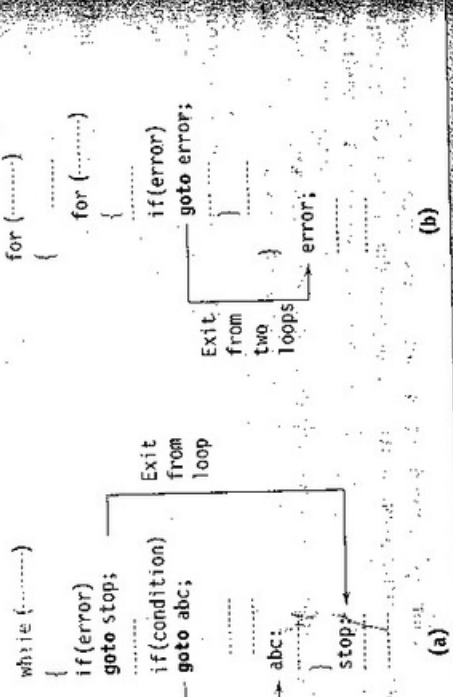 while (........)
{
if(error)
goto stop;
if(condition)
goto abc;
........
........
abc:
}
stop:
........
........
Exit
from
loop
(a)
for (........)
{
........
for (........)
{
........
if(error)
goto error;
........
}
........
}
error;
........
........
Exit
from
two
loops
(b)